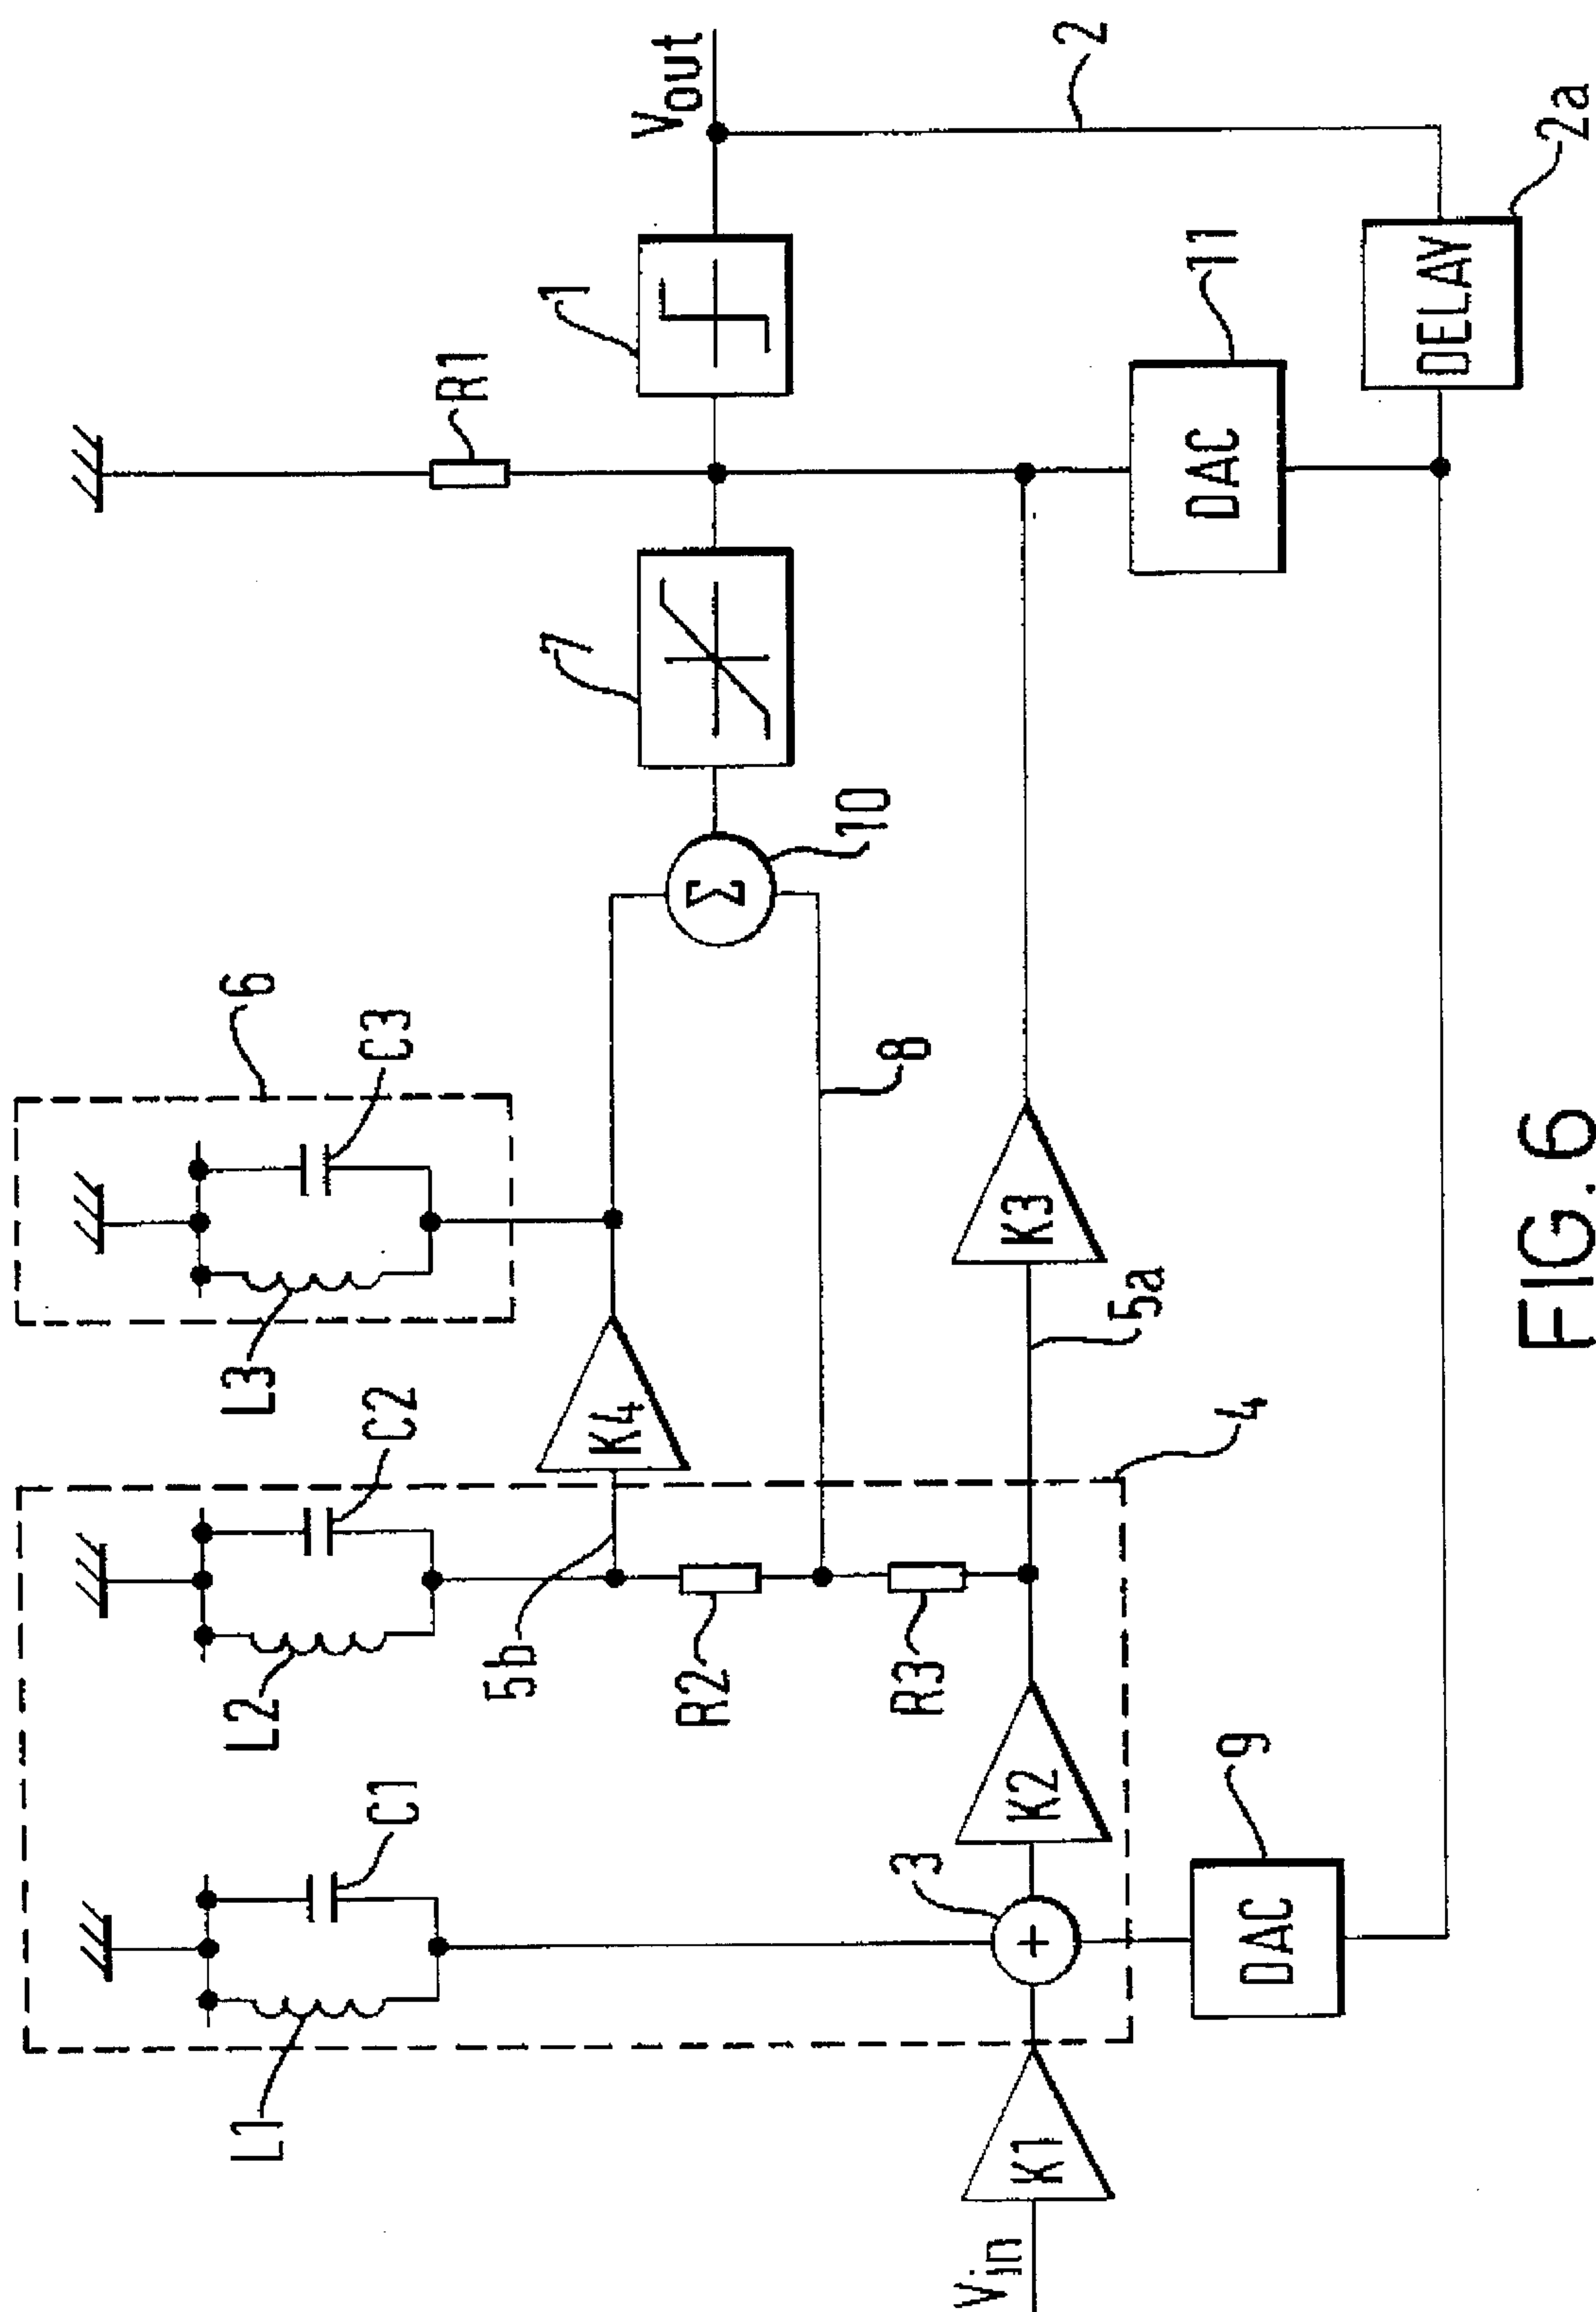 6
C3
L3
R1
1
Vout
2
7
10
C2
L2
C1
L1
K4
8
5b
R2
R3
K3
5a
11
DAC
DELAY
2a
4
3
K2
K1
Vin
9
DAC
Σ
+
FIG. 6